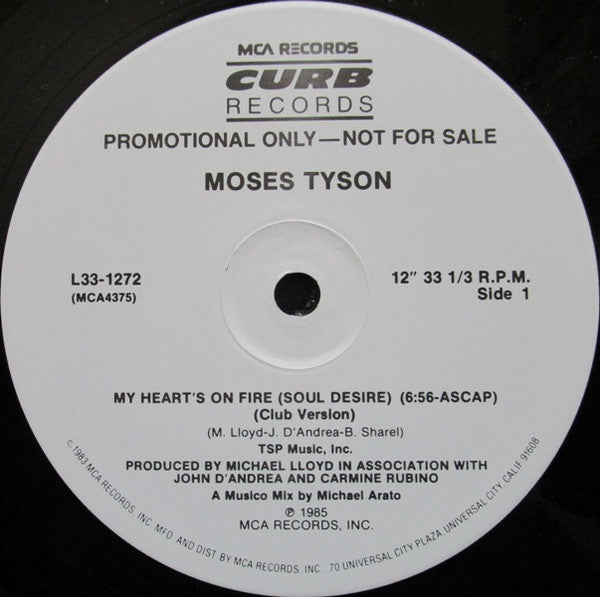 MCA RECORDS
CURB
RECORDS
PROMOTIONAL ONLY—NOT FOR SALE
MOSES TYSON
L33-1272
(MCA4375)
12" 33 1/3 R.P.M.
Side 1
MY HEART'S ON FIRE (SOUL DESIRE) (6:56-ASCAP)
(Club Version)
(M. Lloyd-J. D'Andrea-B. Sharel)
TSP Music, Inc.
PRODUCED BY MICHAEL LLOYD IN ASSOCIATION WITH
JOHN D'ANDREA AND CARMINE RUBINO
A Musico Mix by Michael Arato
℗ 1985
MCA RECORDS, INC.
© 1983 MCA RECORDS, INC. MFD. AND DIST. BY MCA RECORDS, INC., 70 UNIVERSAL CITY PLAZA, UNIVERSAL CITY, CALIF. 91608